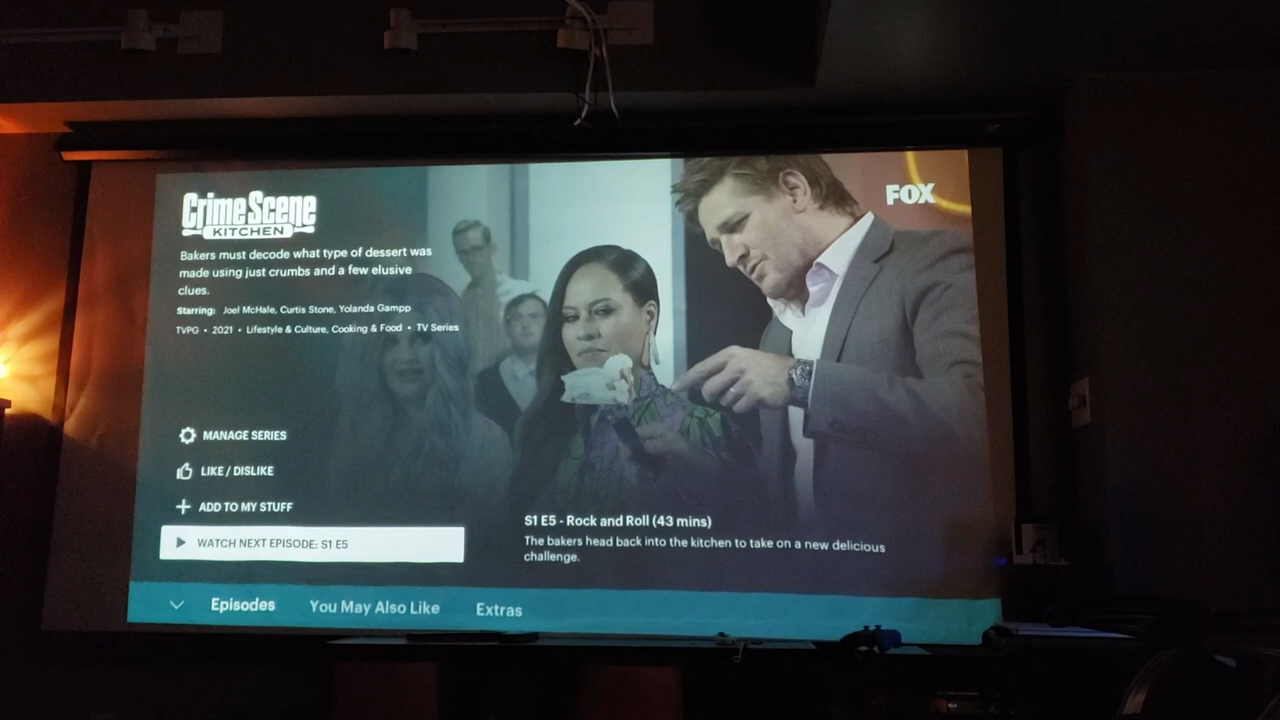 Crime Scene
KITCHEN
FOX
Bakers must decode what type of dessert was
made using just crumbs and a few elusive
clues.
Starring: Joel McHale, Curtis Stone, Yolanda Gampp
TVPG • 2021 • Lifestyle & Culture, Cooking & Food • TV Series
MANAGE SERIES
LIKE / DISLIKE
ADD TO MY STUFF
WATCH NEXT EPISODE: S1 E5
S1 E5 - Rock and Roll (43 mins)
The bakers head back into the kitchen to take on a new delicious
challenge.
Episodes You May Also Like Extras